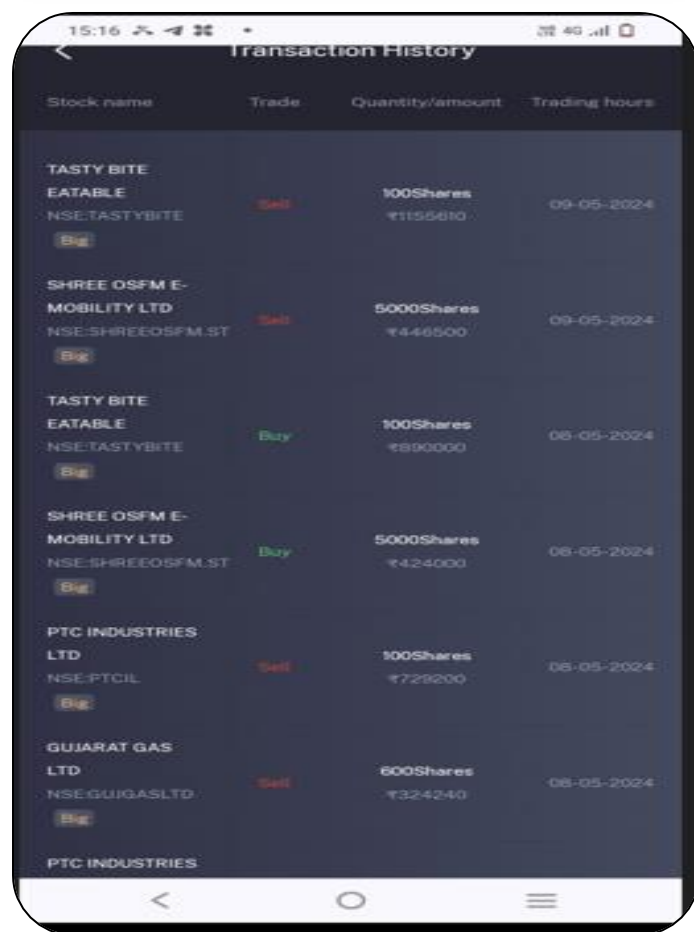 15:16
4G
Transaction History
Stock name Trade Quantity/amount Trading hours
TASTY BITE
EATABLE
NSE:TASTYBITE
Big
Sell
100Shares
₹1155610
09-05-2024
SHREE OSFM E-
MOBILITY LTD
NSE:SHREEOSFM.ST
Big
Sell
5000Shares
₹446500
09-05-2024
TASTY BITE
EATABLE
NSE:TASTYBITE
Big
Buy
100Shares
₹890000
08-05-2024
SHREE OSFM E-
MOBILITY LTD
NSE:SHREEOSFM.ST
Big
Buy
5000Shares
₹424000
08-05-2024
PTC INDUSTRIES
LTD
NSE:PTCIL
Big
Sell
100Shares
₹729200
08-05-2024
GUJARAT GAS
LTD
NSE:GUJGASLTD
Big
Sell
600Shares
₹324240
08-05-2024
PTC INDUSTRIES